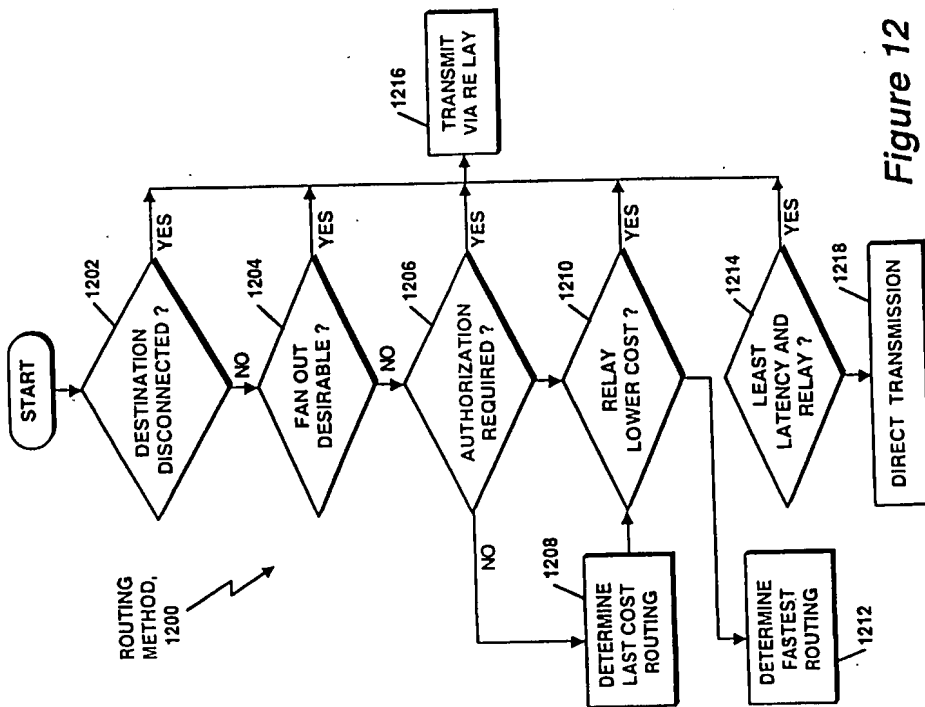 START
1202
DESTINATION
DISCONNECTED ?
YES
NO
ROUTING
METHOD,
1200
1204
FAN OUT
DESIRABLE ?
YES
NO
1206
AUTHORIZATION
REQUIRED ?
YES
NO
1216
TRANSMIT
VIA RE LAY
1208
DETERMINE
LAST COST
ROUTING
1210
RELAY
LOWER COST ?
YES
DETERMINE
FASTEST
ROUTING
1212
1214
LEAST
LATENCY AND
RELAY ?
YES
1218
DIRECT TRANSMISSION
Figure 12